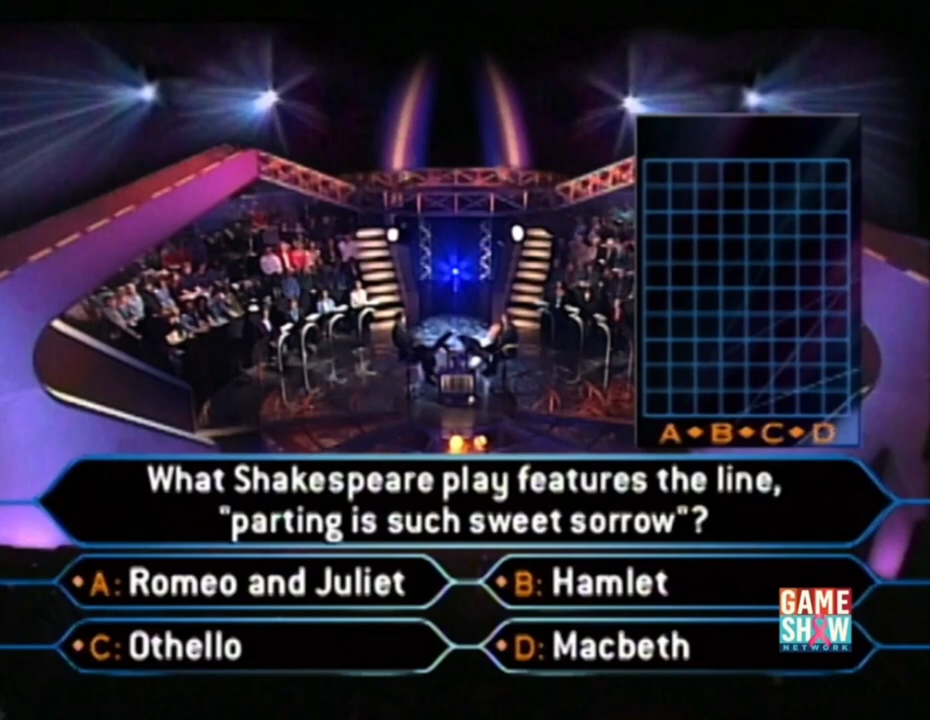 A B C D
What Shakespeare play features the line,
"parting is such sweet sorrow"?
A: Romeo and Juliet
B: Hamlet
C: Othello
D: Macbeth
GAME
SHOW
NETWORK